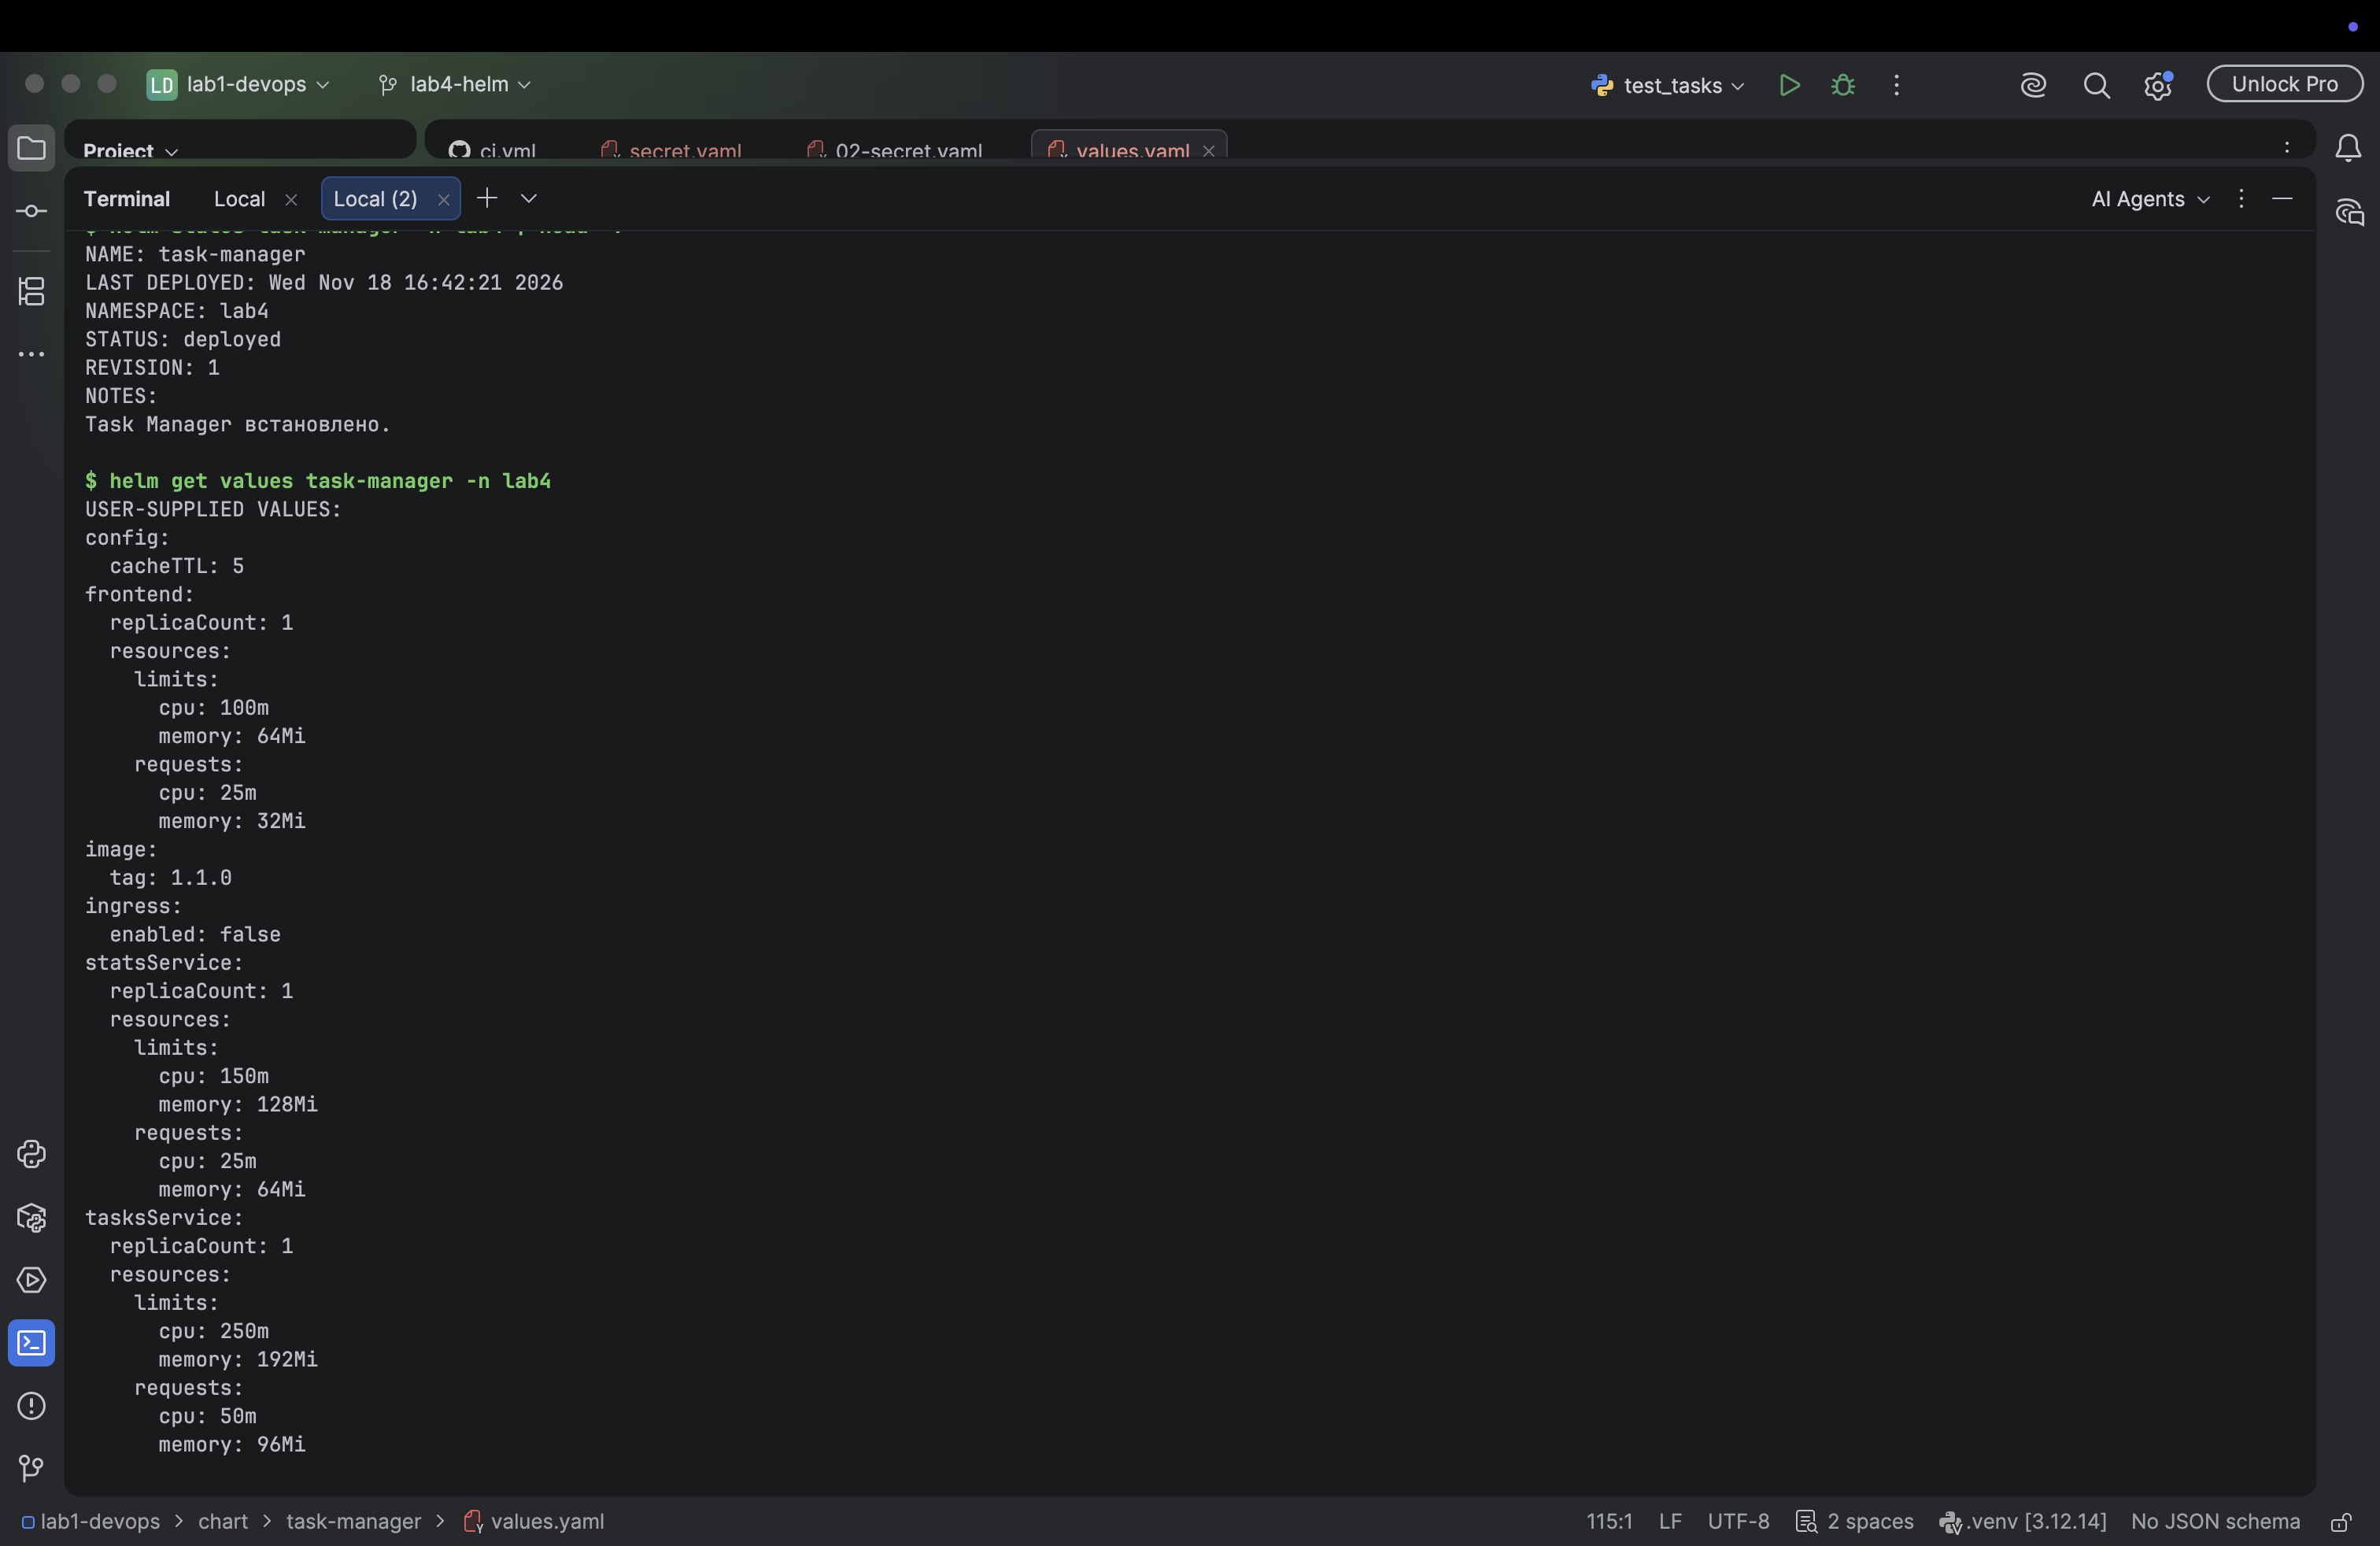 LD lab1-devops lab4-helm test_tasks Unlock Pro
Project ci.yml secret.yaml 02-secret.yaml values.yaml
Terminal Local Local (2) AI Agents
NAME: task-manager
LAST DEPLOYED: Wed Nov 18 16:42:21 2026
NAMESPACE: lab4
STATUS: deployed
REVISION: 1
NOTES:
Task Manager встановлено.
$ helm get values task-manager -n lab4
USER-SUPPLIED VALUES:
config:
  cacheTTL: 5
frontend:
  replicaCount: 1
  resources:
    limits:
      cpu: 100m
      memory: 64Mi
    requests:
      cpu: 25m
      memory: 32Mi
image:
  tag: 1.1.0
ingress:
  enabled: false
statsService:
  replicaCount: 1
  resources:
    limits:
      cpu: 150m
      memory: 128Mi
    requests:
      cpu: 25m
      memory: 64Mi
tasksService:
  replicaCount: 1
  resources:
    limits:
      cpu: 250m
      memory: 192Mi
    requests:
      cpu: 50m
      memory: 96Mi
lab1-devops > chart > task-manager > values.yaml 115:1 LF UTF-8 2 spaces .venv [3.12.14] No JSON schema